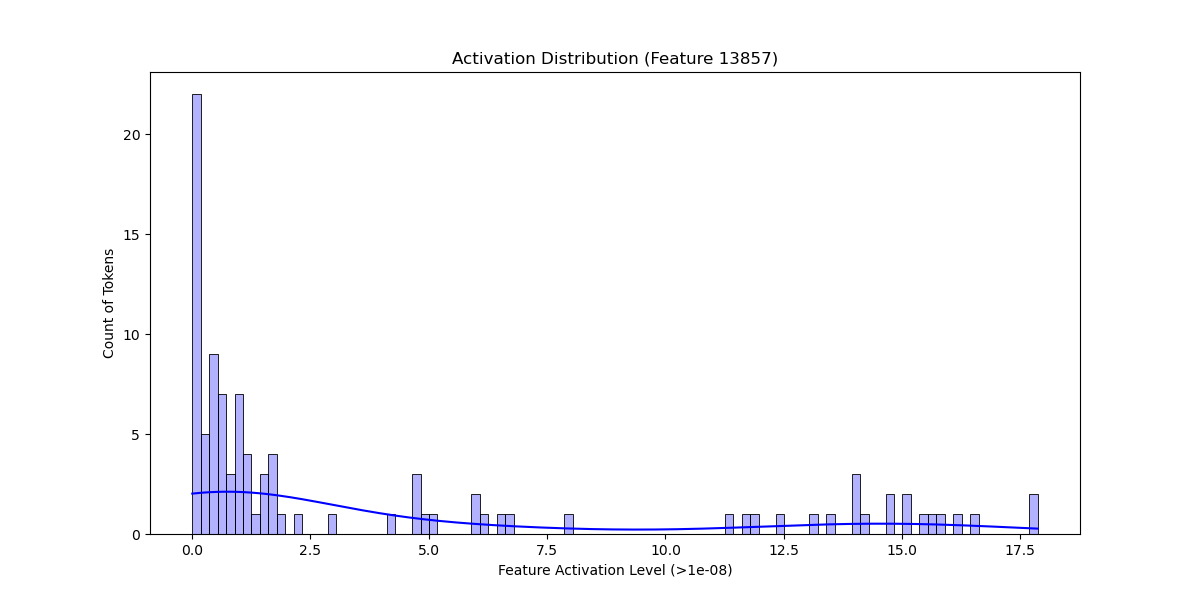 Activation Distribution (Feature 13857)
20
15
10
5
0
Count of Tokens
0.0 2.5 5.0 7.5 10.0 12.5 15.0 17.5
Feature Activation Level (>1e-08)